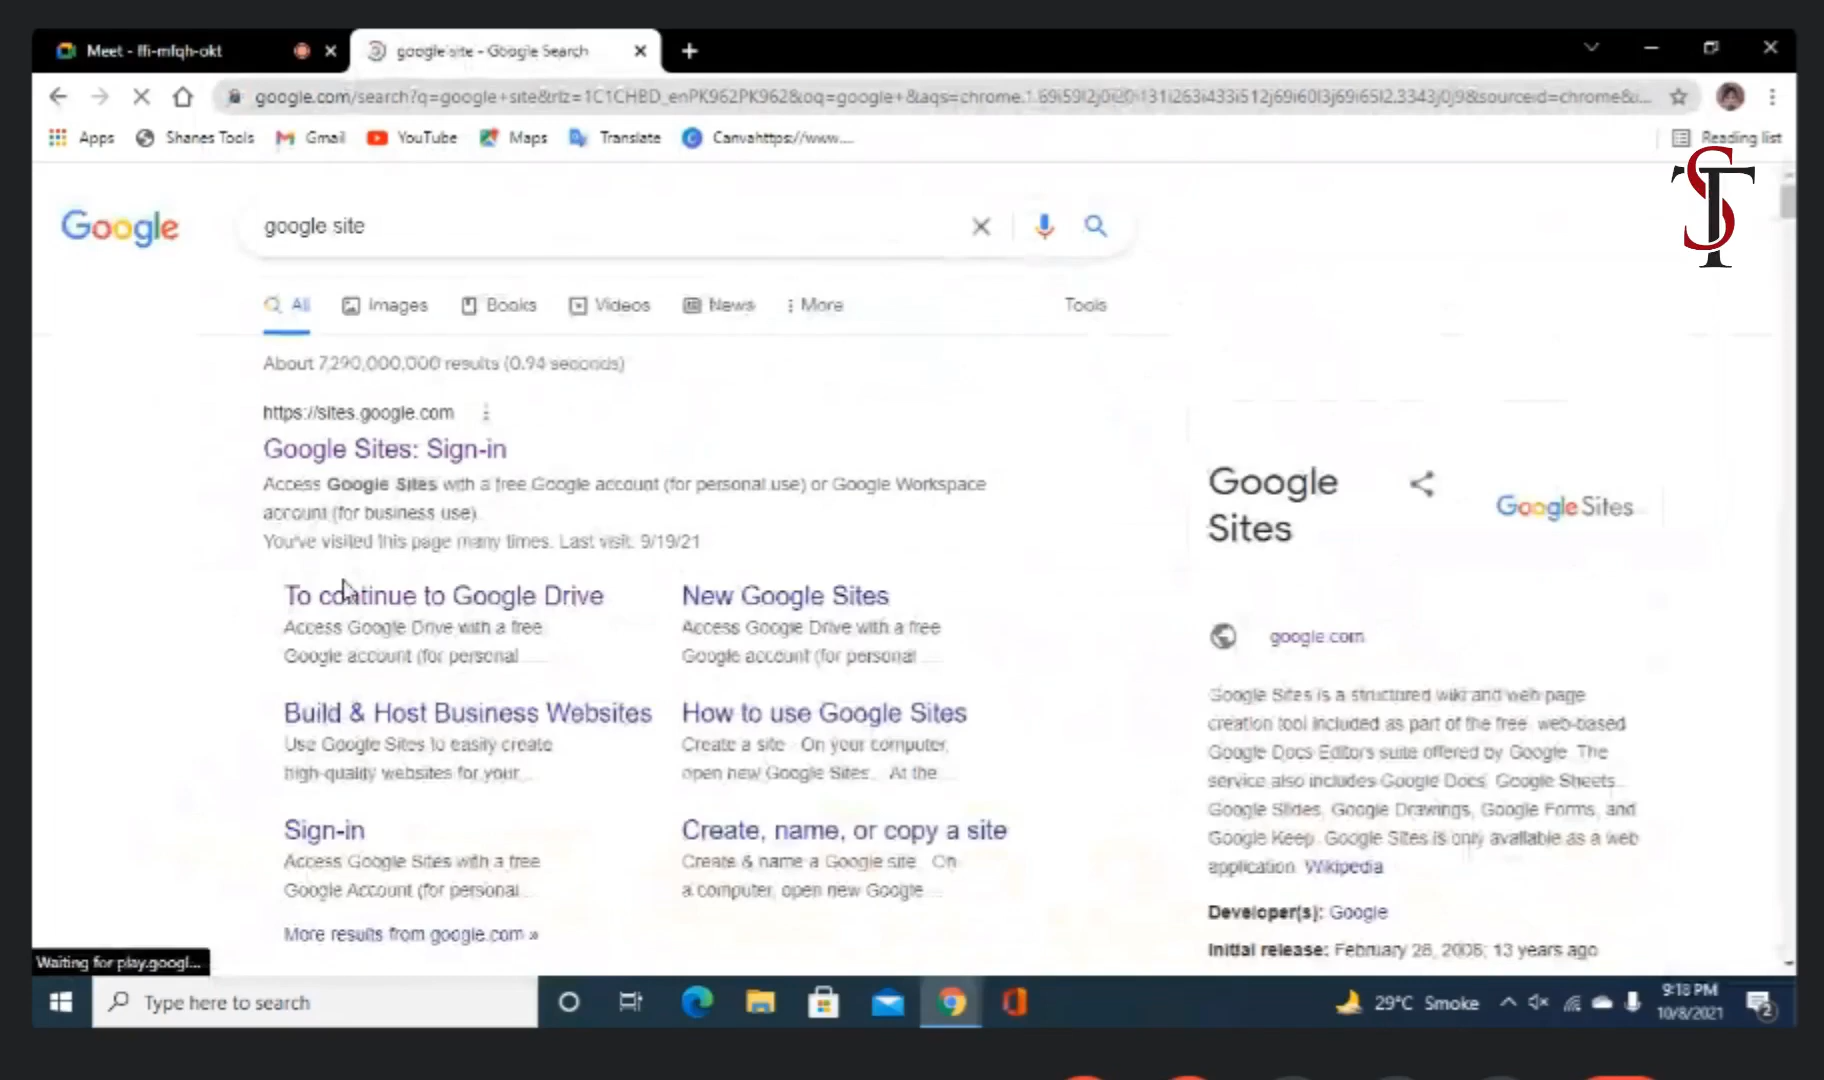 Meet - ffi-mfqh-okt
google site - Google Search
google.com/search?q=google+site&rlz=1C1CHBD_enPK962PK962&oq=google+&aqs=chrome.1.69i59l2j0i20i131i263i433i512j69i60l3j69i65l2.3343j0j9&sourceid=chrome&i...
Apps Shanes Tools Gmail YouTube Maps Translate Canvahttps://www.... Reading list
ST
Google
google site
All Images Books Videos News More Tools
About 7,290,000,000 results (0.94 seconds)
https://sites.google.com
Google Sites: Sign-in
Access Google Sites with a free Google account (for personal use) or Google Workspace
account (for business use).
You've visited this page many times. Last visit: 9/19/21
To continue to Google Drive
Access Google Drive with a free
Google account (for personal ...
New Google Sites
Access Google Drive with a free
Google account (for personal ...
Build & Host Business Websites
Use Google Sites to easily create
high-quality websites for your...
How to use Google Sites
Create a site · On your computer,
open new Google Sites. · At the ...
Sign-in
Access Google Sites with a free
Google Account (for personal...
Create, name, or copy a site
Create & name a Google site · On
a computer, open new Google ...
More results from google.com »
Google
Sites
Google Sites
google.com
Google Sites is a structured wiki and web page
creation tool included as part of the free, web-based
Google Docs Editors suite offered by Google. The
service also includes Google Docs, Google Sheets,
Google Slides, Google Drawings, Google Forms, and
Google Keep. Google Sites is only available as a web
application. Wikipedia
Developer(s): Google
Initial release: February 28, 2008; 13 years ago
Waiting for play.googl...
Type here to search
29°C Smoke
9:18 PM
10/8/2021
2